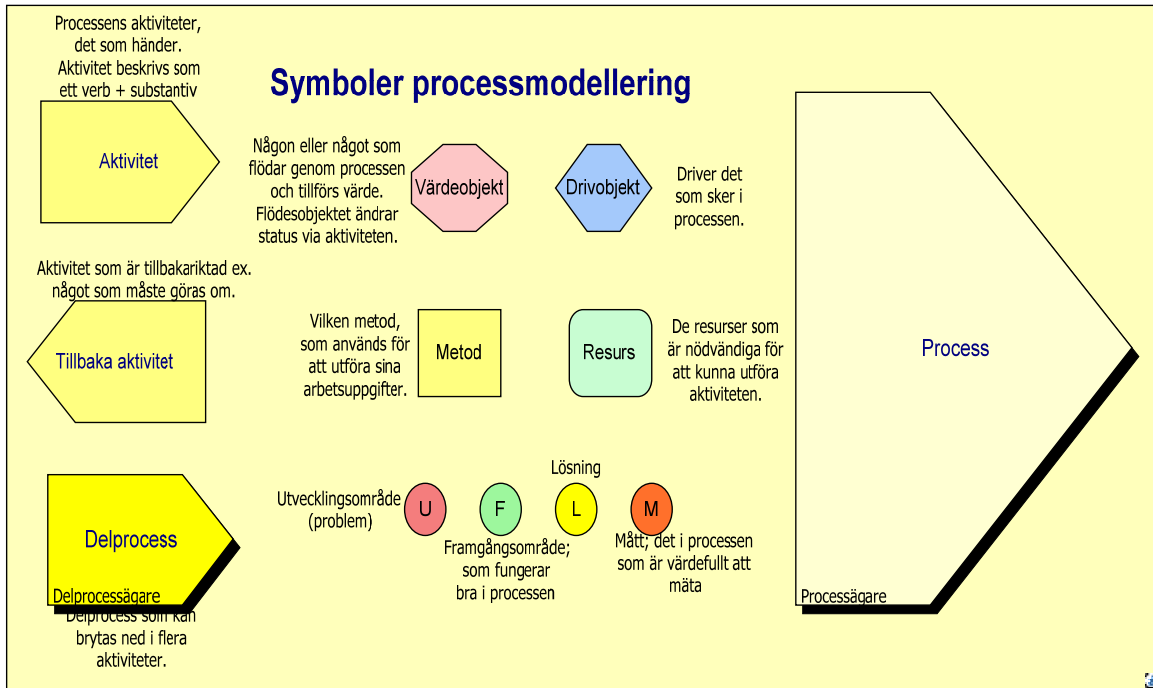 Processens aktiviteter,
det som händer.
Aktivitet beskrivs som
ett verb + substantiv
Symboler processmodellering
Aktivitet
Någon eller något som
flödar genom processen
och tillförs värde.
Flödesobjektet ändrar
status via aktiviteten.
Värdeobjekt
Drivobjekt
Driver det
som sker i
processen.
Aktivitet som är tillbakariktad ex.
något som måste göras om.
Tillbaka aktivitet
Vilken metod,
som används för
att utföra sina
arbetsuppgifter.
Metod
Resurs
De resurser som
är nödvändiga för
att kunna utföra
aktiviteten.
Process
Processägare
Delprocess
Delprocessägare
Delprocess som kan
brytas ned i flera
aktiviteter.
Utvecklingsområde
(problem)
U
F
Lösning
L
M
Framgångsområde;
som fungerar
bra i processen
Mått; det i processen
som är värdefullt att
mäta